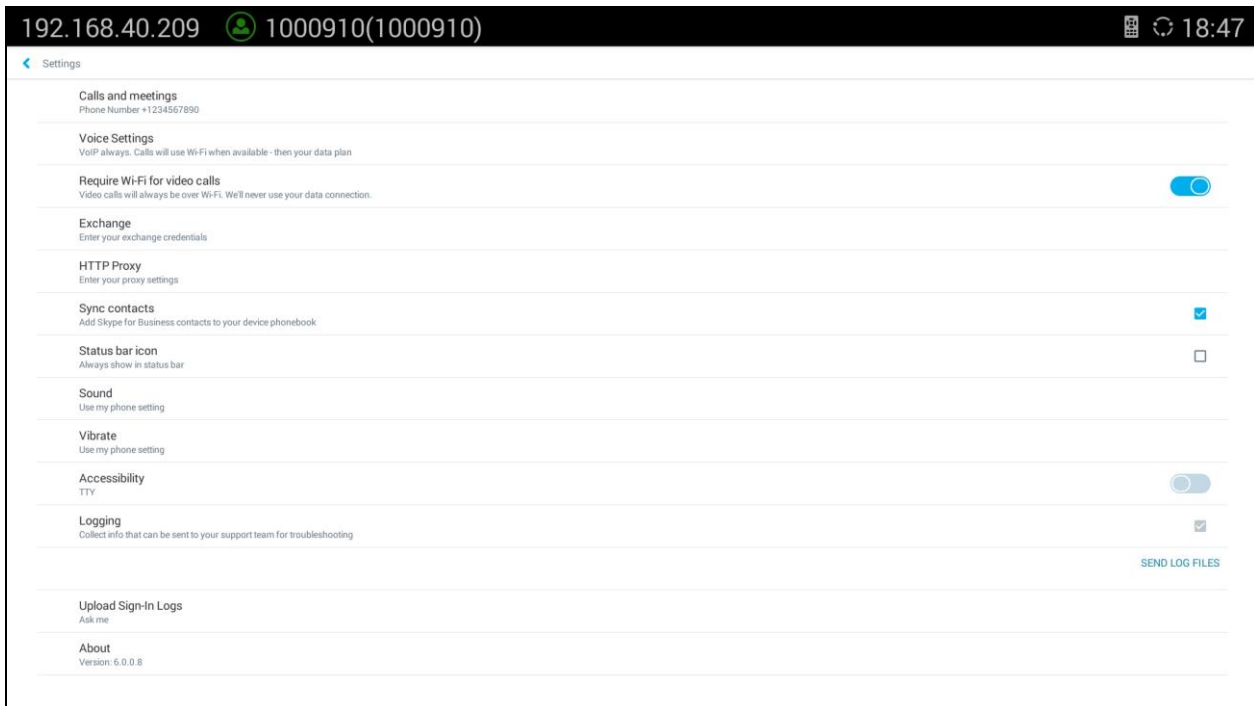 192.168.40.209 1000910(1000910) 18:47
Settings
Calls and meetings
Phone Number +1234567890
Voice Settings
VoIP always. Calls will use Wi-Fi when available - then your data plan
Require Wi-Fi for video calls
Video calls will always be over Wi-Fi. We'll never use your data connection.
Exchange
Enter your exchange credentials
HTTP Proxy
Enter your proxy settings
Sync contacts
Add Skype for Business contacts to your device phonebook
Status bar icon
Always show in status bar
Sound
Use my phone setting
Vibrate
Use my phone setting
Accessibility
TTY
Logging
Collect info that can be sent to your support team for troubleshooting
SEND LOG FILES
Upload Sign-In Logs
Ask me
About
Version: 6.0.0.8